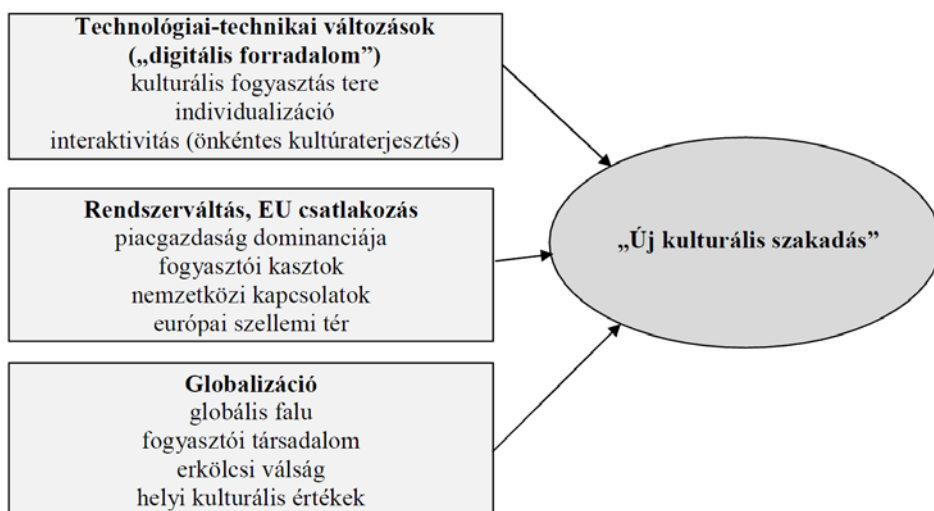 Technológiai-technikai változások
(„digitális forradalom”)
kulturális fogyasztás tere
individualizáció
interaktivitás (önkéntes kultúraterjesztés)
Rendszerváltás, EU csatlakozás
piacgazdaság dominanciája
fogyasztói kasztok
nemzetközi kapcsolatok
európai szellemi tér
Globalizáció
globális falu
fogyasztói társadalom
erkölcsi válság
helyi kulturális értékek
„Új kulturális szakadás”